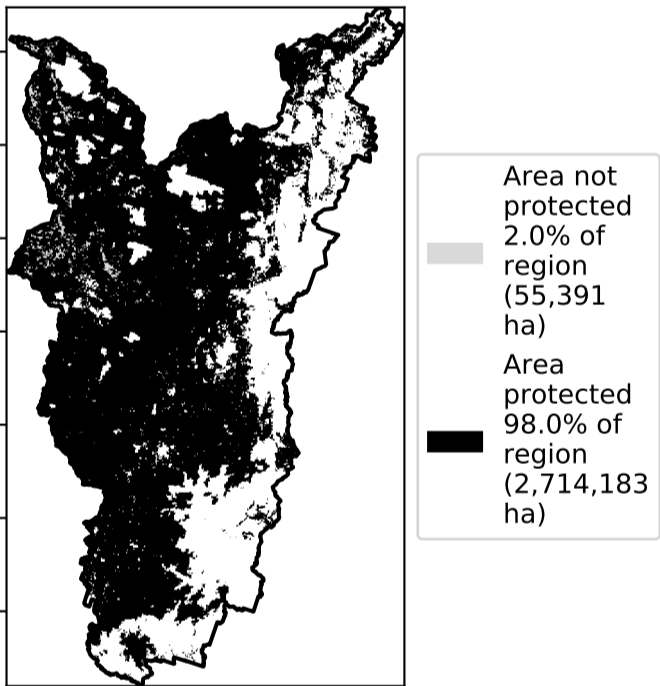 Area not
protected
2.0% of
region
(55,391
ha)
Area
protected
98.0% of
region
(2,714,183
ha)